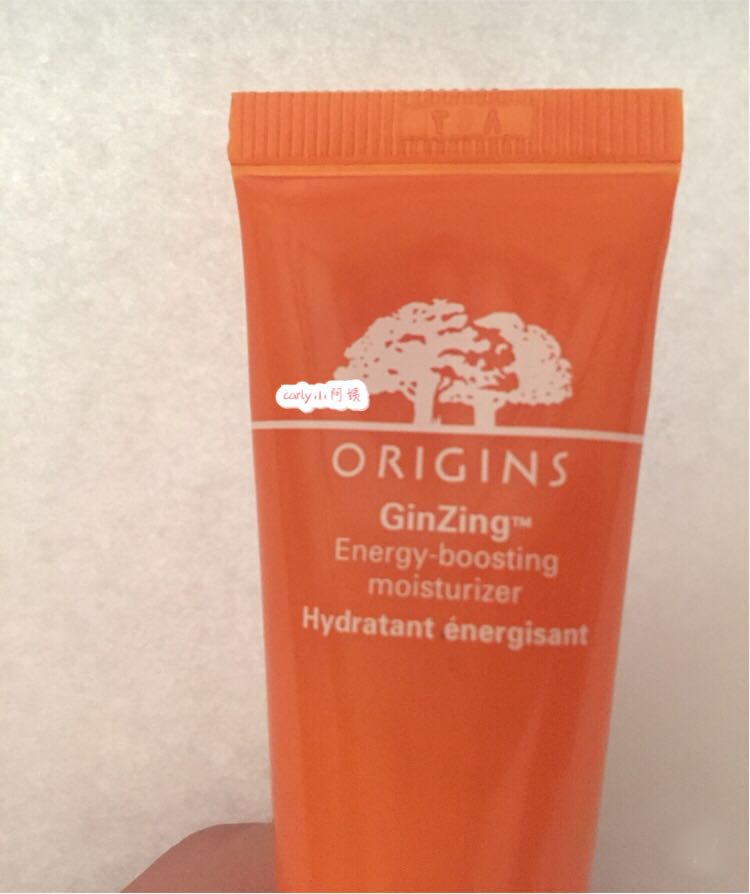 carly小阿姨
ORIGINS
GinZing™
Energy-boosting
moisturizer
Hydratant énergisant